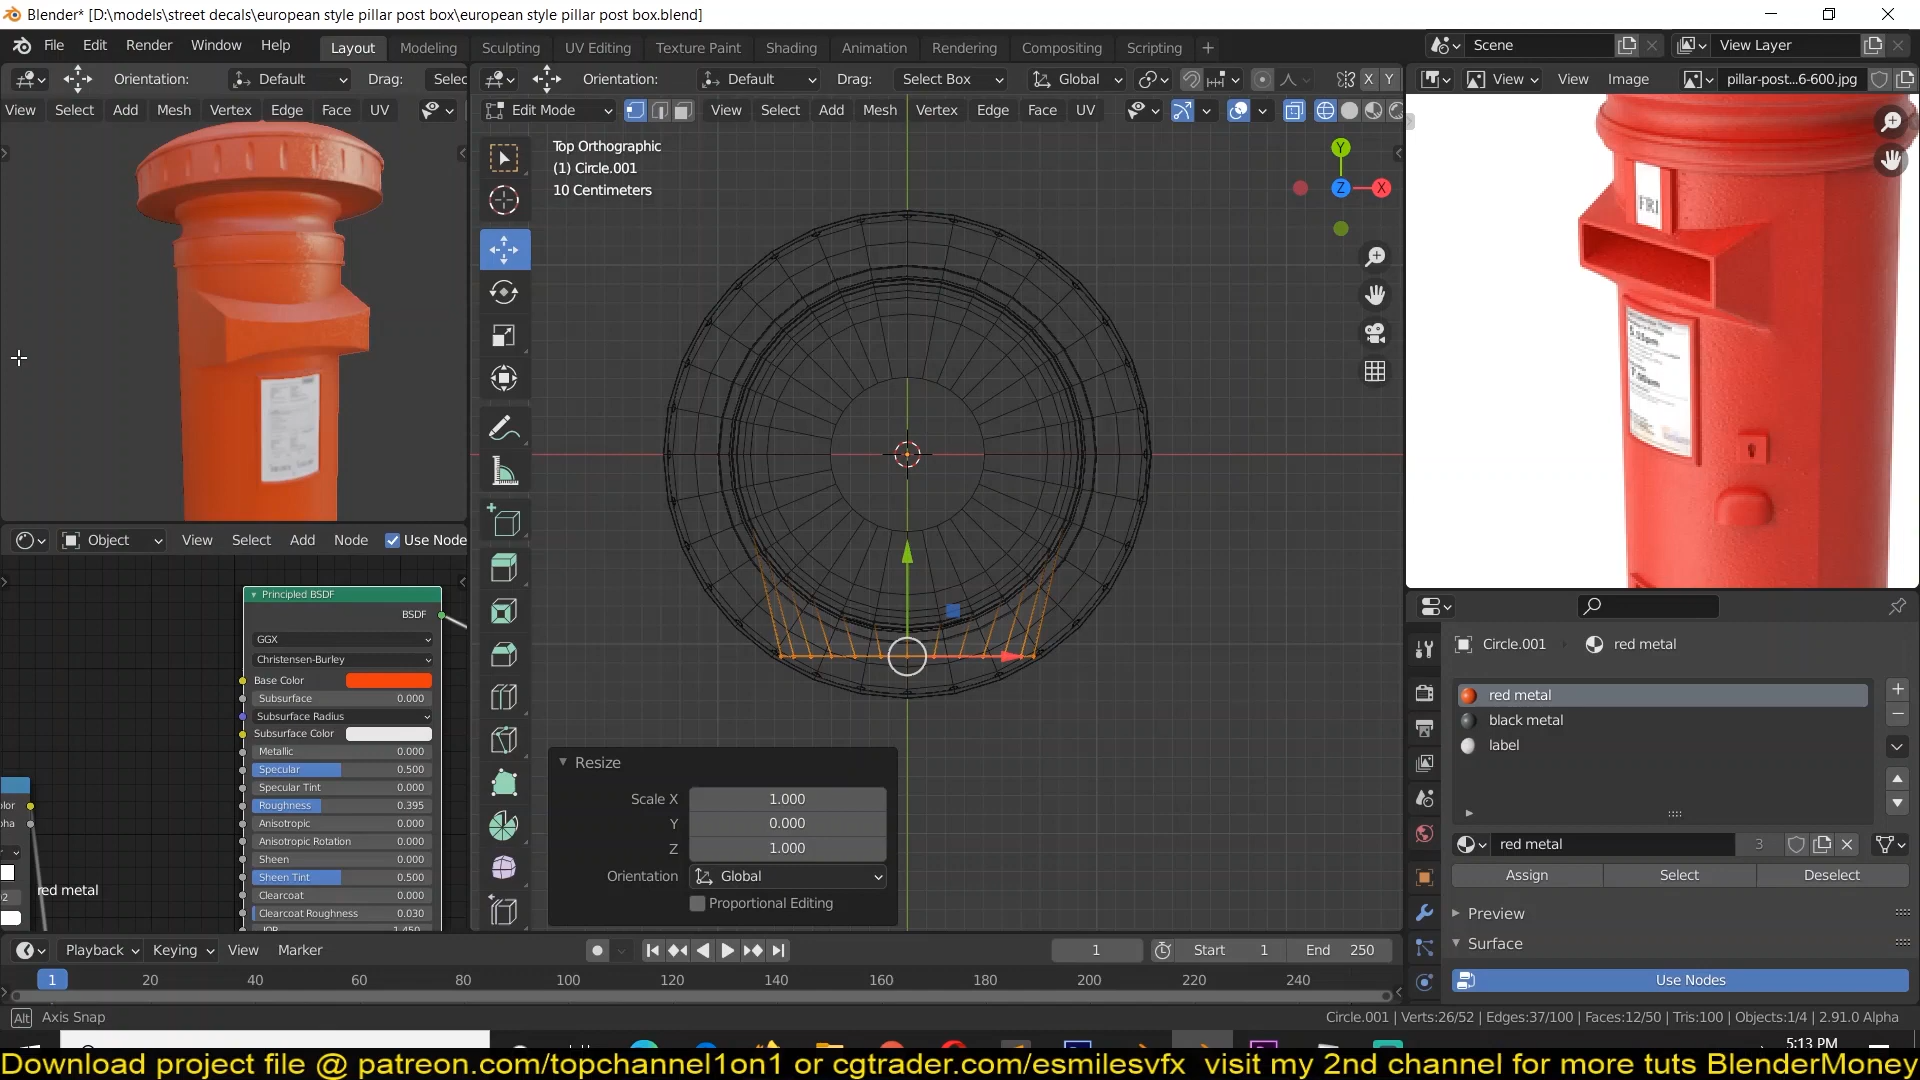 Blender* [D:\models\street decals\european style pillar post box\european style pillar post box.blend]
File Edit Render Window Help Layout Modeling Sculpting UV Editing Texture Paint Shading Animation Rendering Compositing Scripting + Scene View Layer
Orientation: Default Drag: Selec
Orientation: Default Drag: Select Box Global X Y
View View Image pillar-post...6-600.jpg
View Select Add Mesh Vertex Edge Face UV
Edit Mode View Select Add Mesh Vertex Edge Face UV
Top Orthographic
(1) Circle.001
10 Centimeters
Y
Z
X
FRI
7.00am
Object View Select Add Node Use Node
Principled BSDF
BSDF
GGX
Christensen-Burley
Base Color
Subsurface 0.000
Subsurface Radius
Subsurface Color
Metallic 0.000
Specular 0.500
Specular Tint 0.000
Roughness 0.395
Anisotropic 0.000
Anisotropic Rotation 0.000
Sheen 0.000
Sheen Tint 0.500
Clearcoat 0.000
Clearcoat Roughness 0.030
IOR 1.450
red metal
Resize
Scale X 1.000
Y 0.000
Z 1.000
Orientation Global
Proportional Editing
Circle.001 red metal
red metal
black metal
label
red metal 3
Assign Select Deselect
Preview
Surface
Use Nodes
Playback Keying View Marker 1 Start 1 End 250
1 20 40 60 80 100 120 140 160 180 200 220 240
Alt Axis Snap
Circle.001 | Verts:26/52 | Edges:37/100 | Faces:12/50 | Tris:100 | Objects:1/4 | 2.91.0 Alpha
5:13 PM
Download project file @ patreon.com/topchannel1on1 or cgtrader.com/esmilesvfx visit my 2nd channel for more tuts BlenderMoney